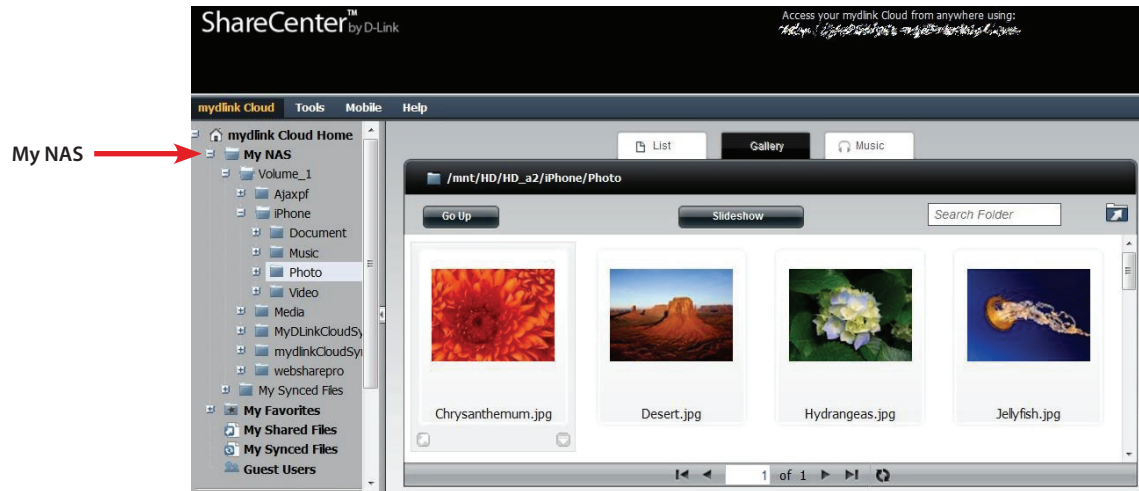 ShareCenter™ by D-Link
Access your mydlink Cloud from anywhere using:
mydlink Cloud Tools Mobile Help
My NAS
mydlink Cloud Home
My NAS
Volume_1
Ajaxpf
iPhone
Document
Music
Photo
Video
Media
MyDLinkCloudSy
mydlinkCloudSy
websharepro
My Synced Files
My Favorites
My Shared Files
My Synced Files
Guest Users
List Gallery Music
/mnt/HD/HD_a2/iPhone/Photo
Go Up Slideshow Search Folder
Chrysanthemum.jpg Desert.jpg Hydrangeas.jpg Jellyfish.jpg
1 of 1